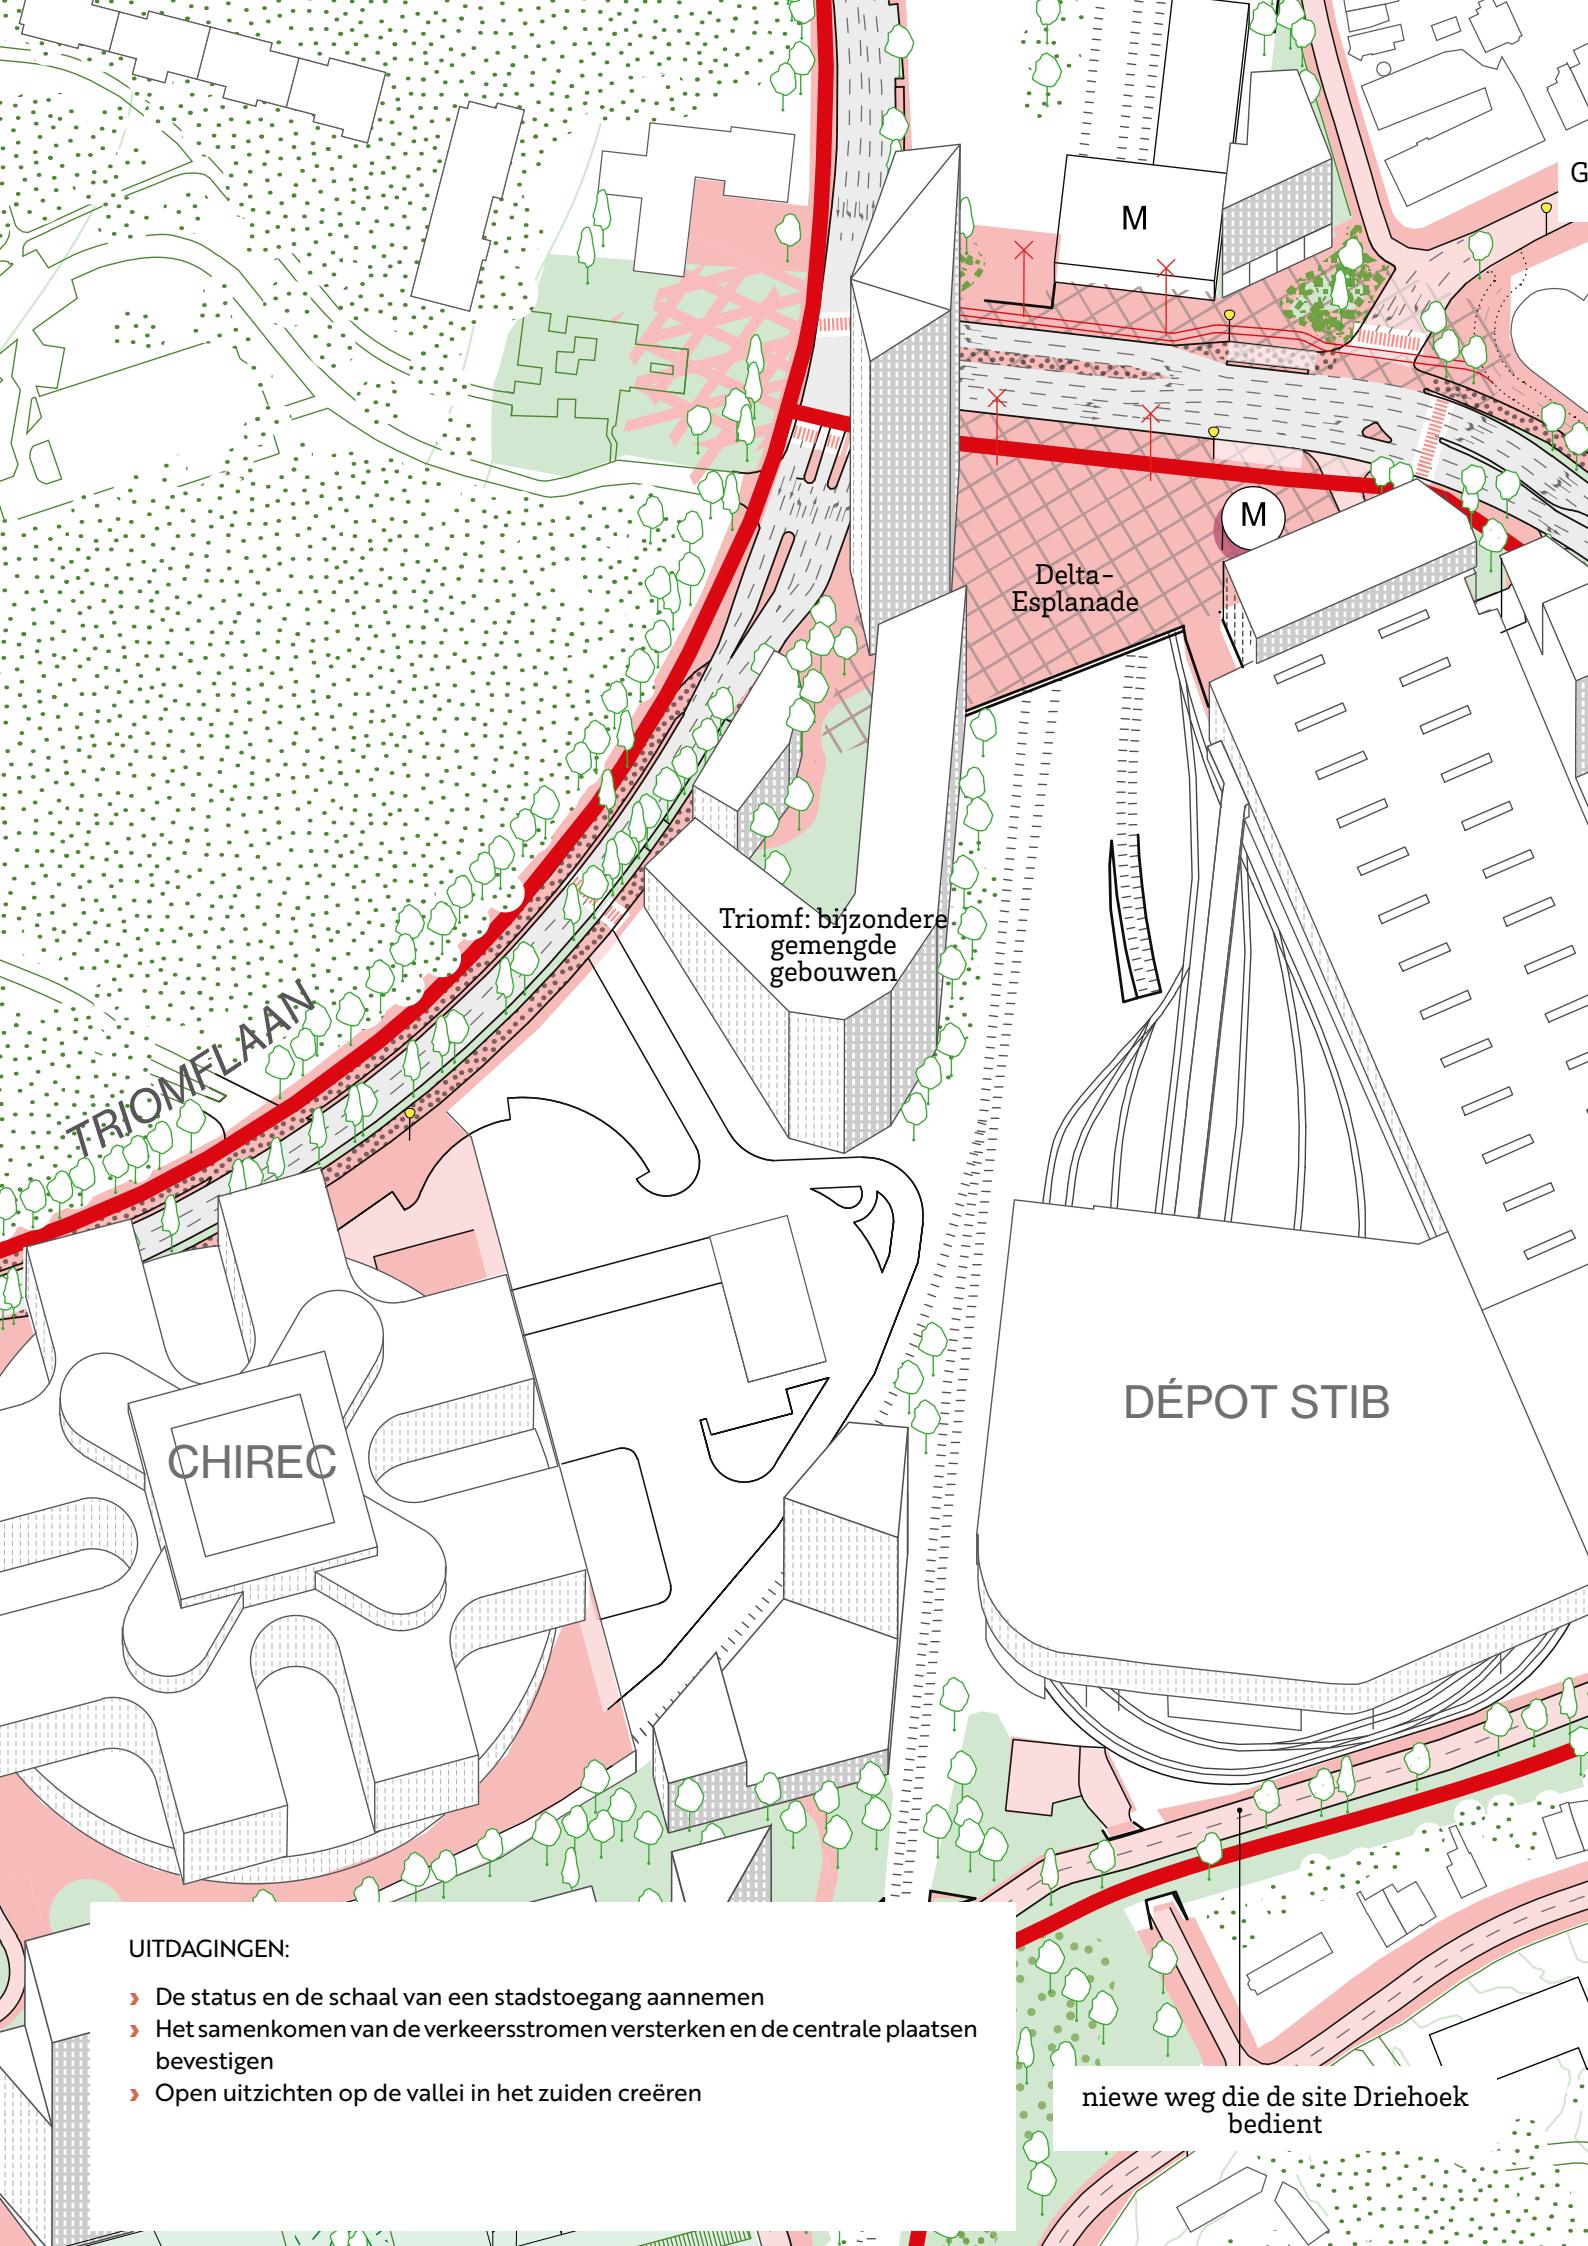 G
M
M
Delta-
Esplanade
Triomf: bijzondere
gemengde
gebouwen
TRIOMFLAAN
DÉPOT STIB
CHIREC
UITDAGINGEN:
› De status en de schaal van een stadstoegang aannemen
› Het samenkomen van de verkeersstromen versterken en de centrale plaatsen
bevestigen
› Open uitzichten op de vallei in het zuiden creëren
niewe weg die de site Driehoek
bedient